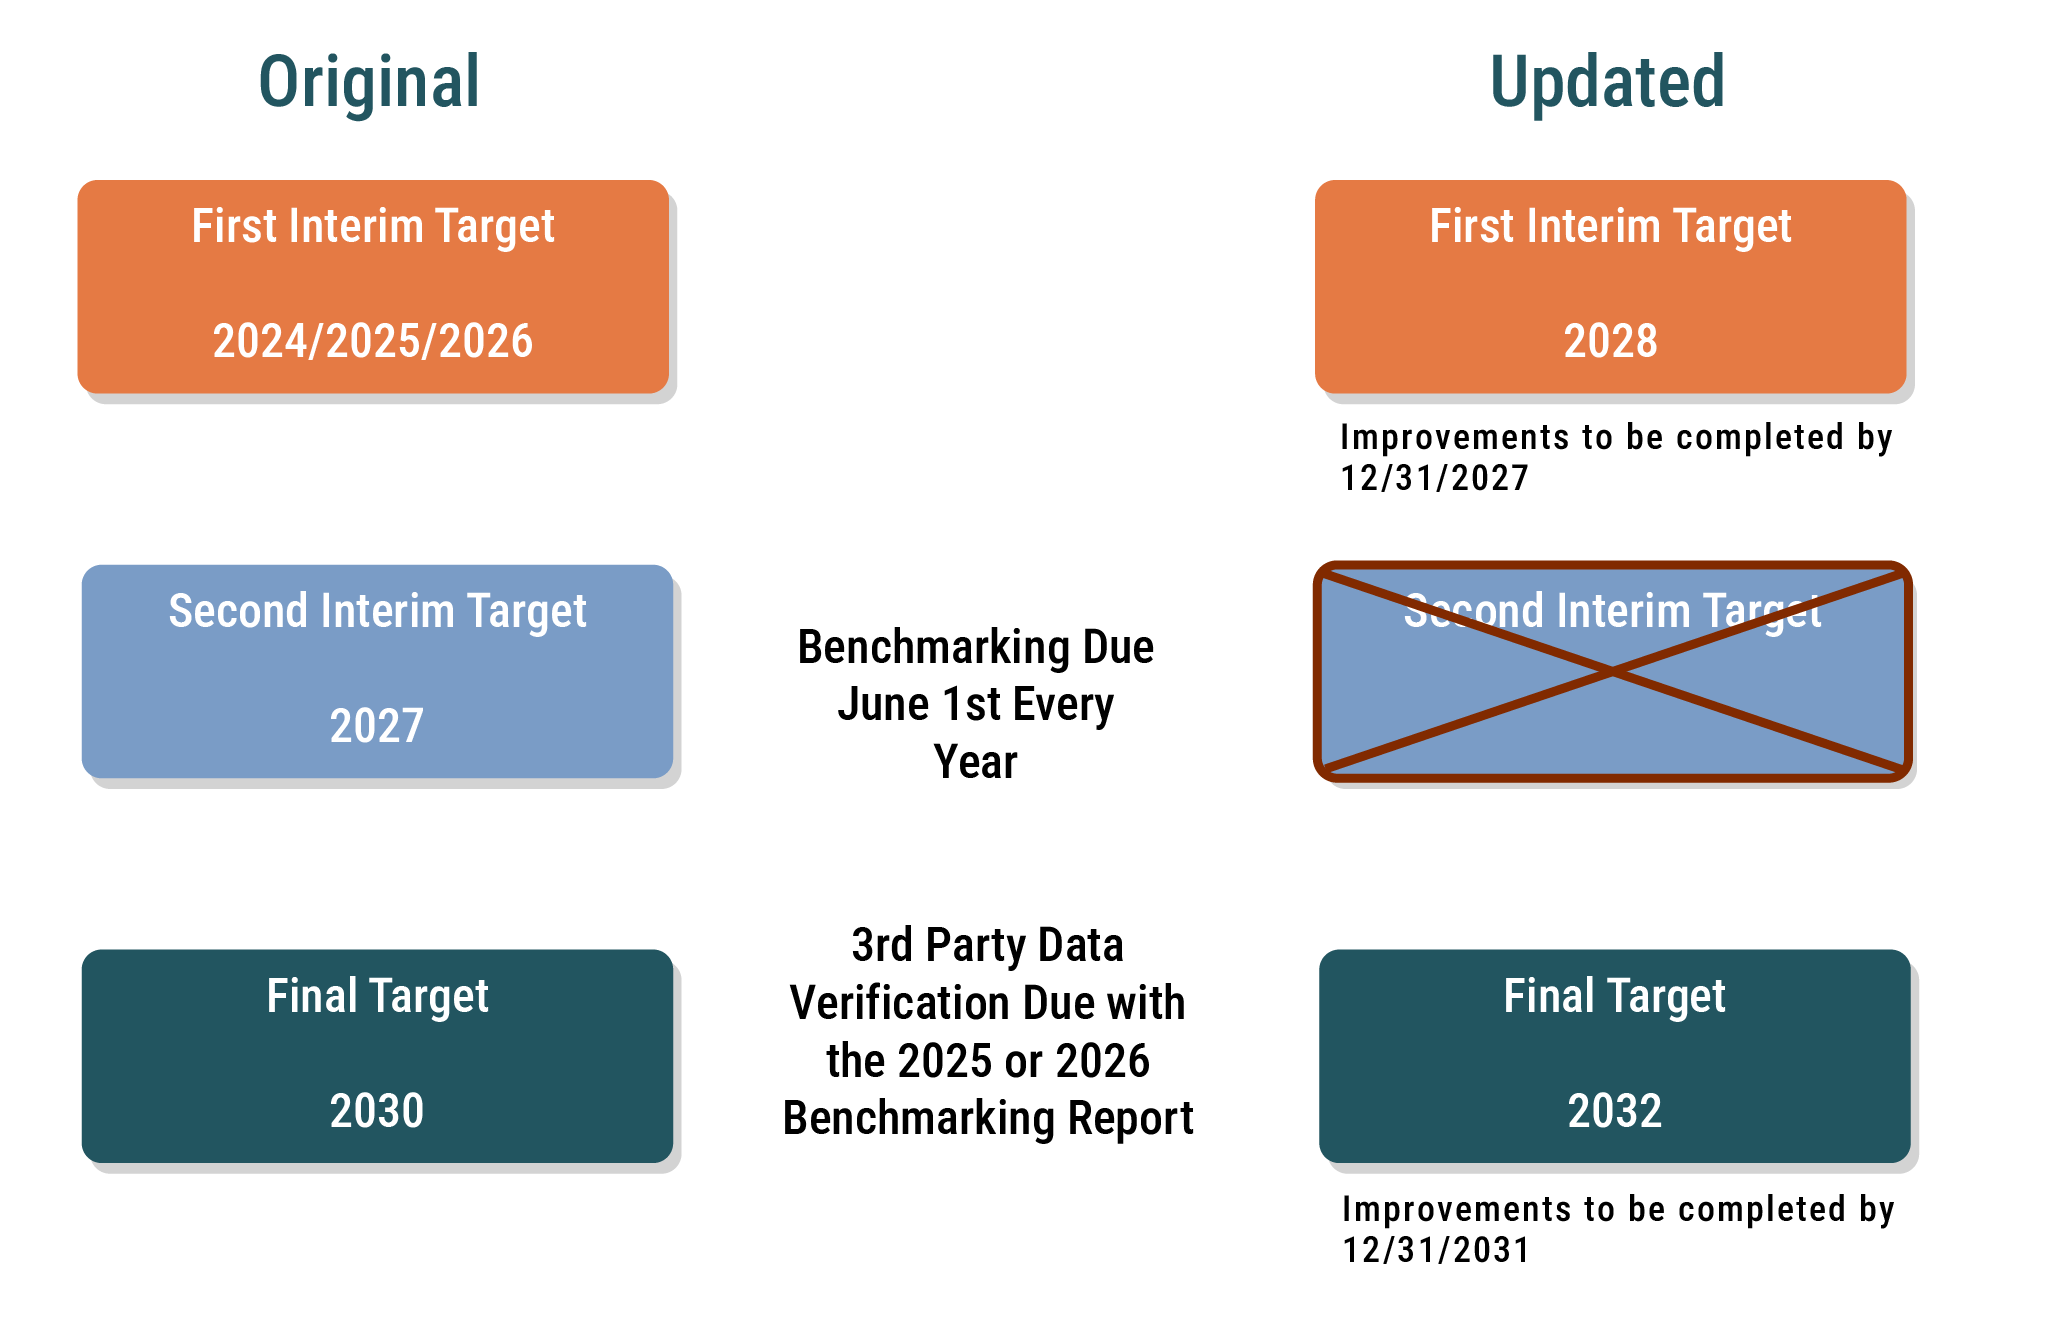 Original
Updated
First Interim Target
2024/2025/2026
First Interim Target
2028
Improvements to be completed by
12/31/2027
Second Interim Target
2027
Benchmarking Due
June 1st Every
Year
Second Interim Target
Final Target
2030
3rd Party Data
Verification Due with
the 2025 or 2026
Benchmarking Report
Final Target
2032
Improvements to be completed by
12/31/2031